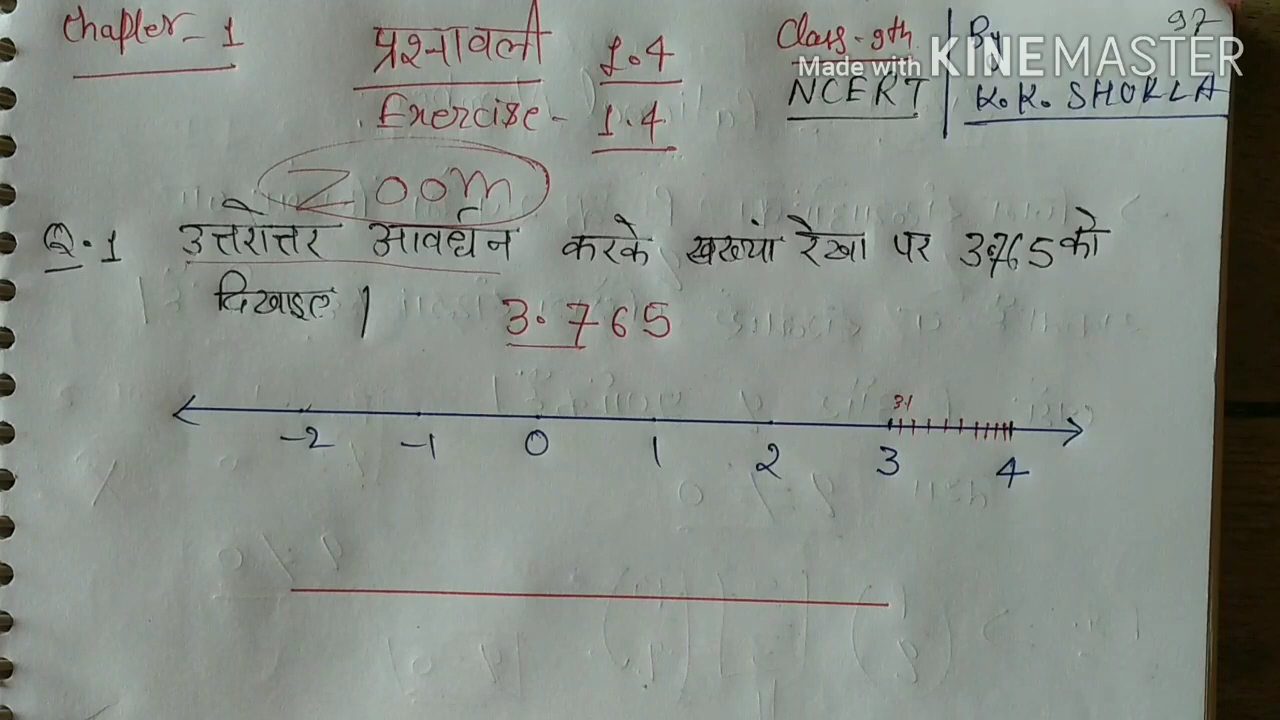 Chapter - 1
प्रश्नावली 1.4
Exercise - 1.4
Class - 9th
NCERT
By
K.K. SHUKLA
97
Made with KINEMASTER
Zoom
Q.1 उत्तरोत्तर आवर्धन करके संख्या रेखा पर 3.765 को
दिखाइए |
3.765
3.1
-2 -1 0 1 2 3 4